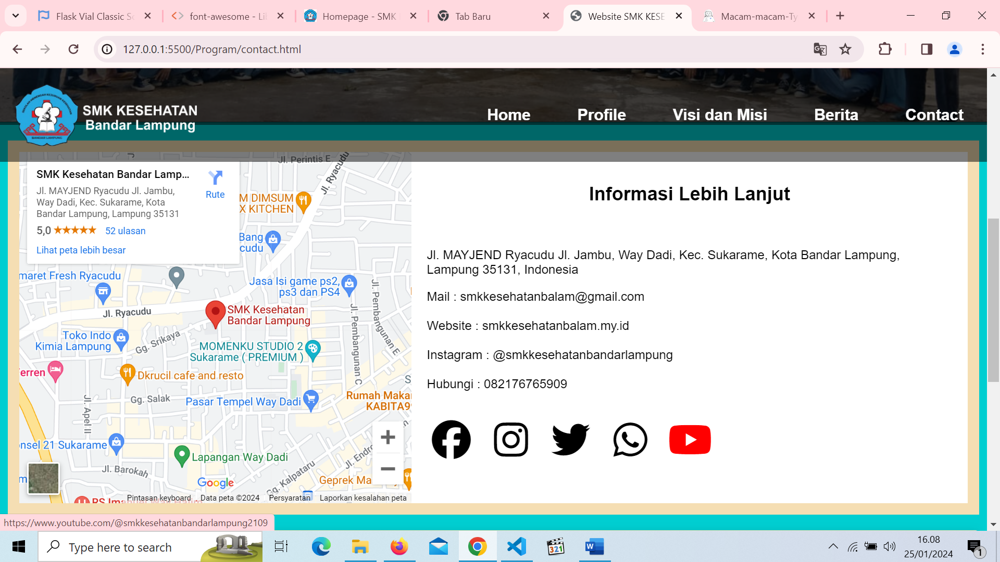 Flask Vial Classic Sc
font-awesome - Lil
Homepage - SMK
Tab Baru
Website SMK KESE
Macam-macam-Ty
127.0.0.1:5500/Program/contact.html
SMK KESEHATAN
Bandar Lampung
Home
Profile
Visi dan Misi
Berita
Contact
SMK Kesehatan Bandar Lamp...
Jl. MAYJEND Ryacudu Jl. Jambu,
Way Dadi, Kec. Sukarame, Kota
Bandar Lampung, Lampung 35131
5,0
52 ulasan
Lihat peta lebih besar
Rute
Jl. Perintis E
Jl. Ryacudu
M DIMSUM
X KITCHEN
Bang
cudu
maret Fresh Ryacudu
Jasa Isi game ps2,
ps3 dan PS4
Jl. Pembangunan E
Jl. Ryacudu
SMK Kesehatan
Bandar Lampung
Jl. Pembangunan C
Toko Indo
Kimia Lampung
Gg. Srikaya
MOMENKU STUDIO 2
Sukarame ( PREMIUM )
erren
Dkrucil cafe and resto
S
Gg. Salak
Pasar Tempel Way Dadi
Rumah Makan
KABITA99
Jl. Apel II
onsel 21 Sukarame
Lapangan Way Dadi
Jl. Endro
Jl. Barokah
Gg. Kalpataru
Geprek Ma
Google
Pintasan keyboard
Data peta ©2024
Persyaratan
Laporkan kesalahan peta
Informasi Lebih Lanjut
Jl. MAYJEND Ryacudu Jl. Jambu, Way Dadi, Kec. Sukarame, Kota Bandar Lampung,
Lampung 35131, Indonesia
Mail : smkkesehatanbalam@gmail.com
Website : smkkesehatanbalam.my.id
Instagram : @smkkesehatanbandarlampung
Hubungi : 082176765909
https://www.youtube.com/@smkkesehatanbandarlampung2109
Type here to search
321
16.08
25/01/2024
1